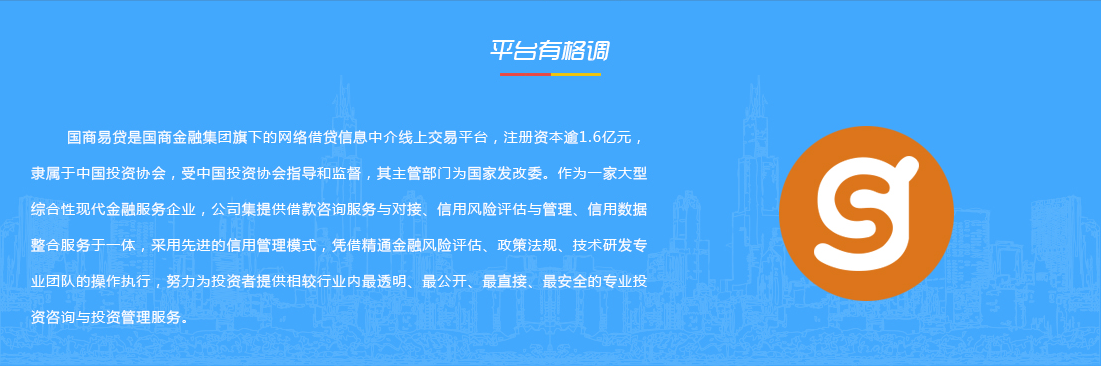 平台有格调
国商易贷是国商金融集团旗下的网络借贷信息中介线上交易平台，注册资本逾1.6亿元，
隶属于中国投资协会，受中国投资协会指导和监督，其主管部门为国家发改委。作为一家大型
综合性现代金融服务企业，公司集提供借款咨询服务与对接、信用风险评估与管理、信用数据
整合服务于一体，采用先进的信用管理模式，凭借精通金融风险评估、政策法规、技术研发专
业团队的操作执行，努力为投资者提供相较行业内最透明、最公开、最直接、最安全的专业投
资咨询与投资管理服务。